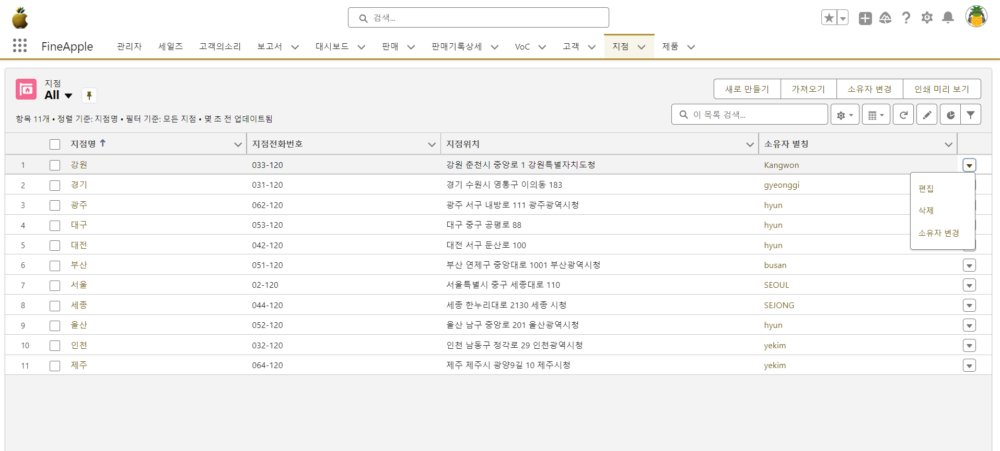 검색...
FineApple 관리자 세일즈 고객의소리 보고서 대시보드 판매 판매기록상세 VoC 고객 지점 제품
지점
All
새로 만들기 가져오기 소유자 변경 인쇄 미리 보기
항목 11개 • 정렬 기준: 지점명 • 필터 기준: 모든 지점 • 몇 초 전 업데이트됨
이 목록 검색...
지점명 지점전화번호 지점위치 소유자 별칭
1 강원 033-120 강원 춘천시 중앙로 1 강원특별자치도청 Kangwon
2 경기 031-120 경기 수원시 영통구 이의동 183 gyeonggi
3 광주 062-120 광주 서구 내방로 111 광주광역시청 hyun
4 대구 053-120 대구 중구 공평로 88 hyun
5 대전 042-120 대전 서구 둔산로 100 hyun
6 부산 051-120 부산 연제구 중앙대로 1001 부산광역시청 busan
7 서울 02-120 서울특별시 중구 세종대로 110 SEOUL
8 세종 044-120 세종 한누리대로 2130 세종 시청 SEJONG
9 울산 052-120 울산 남구 중앙로 201 울산광역시청 hyun
10 인천 032-120 인천 남동구 정각로 29 인천광역시청 yekim
11 제주 064-120 제주 제주시 광양9길 10 제주시청 yekim
편집
삭제
소유자 변경